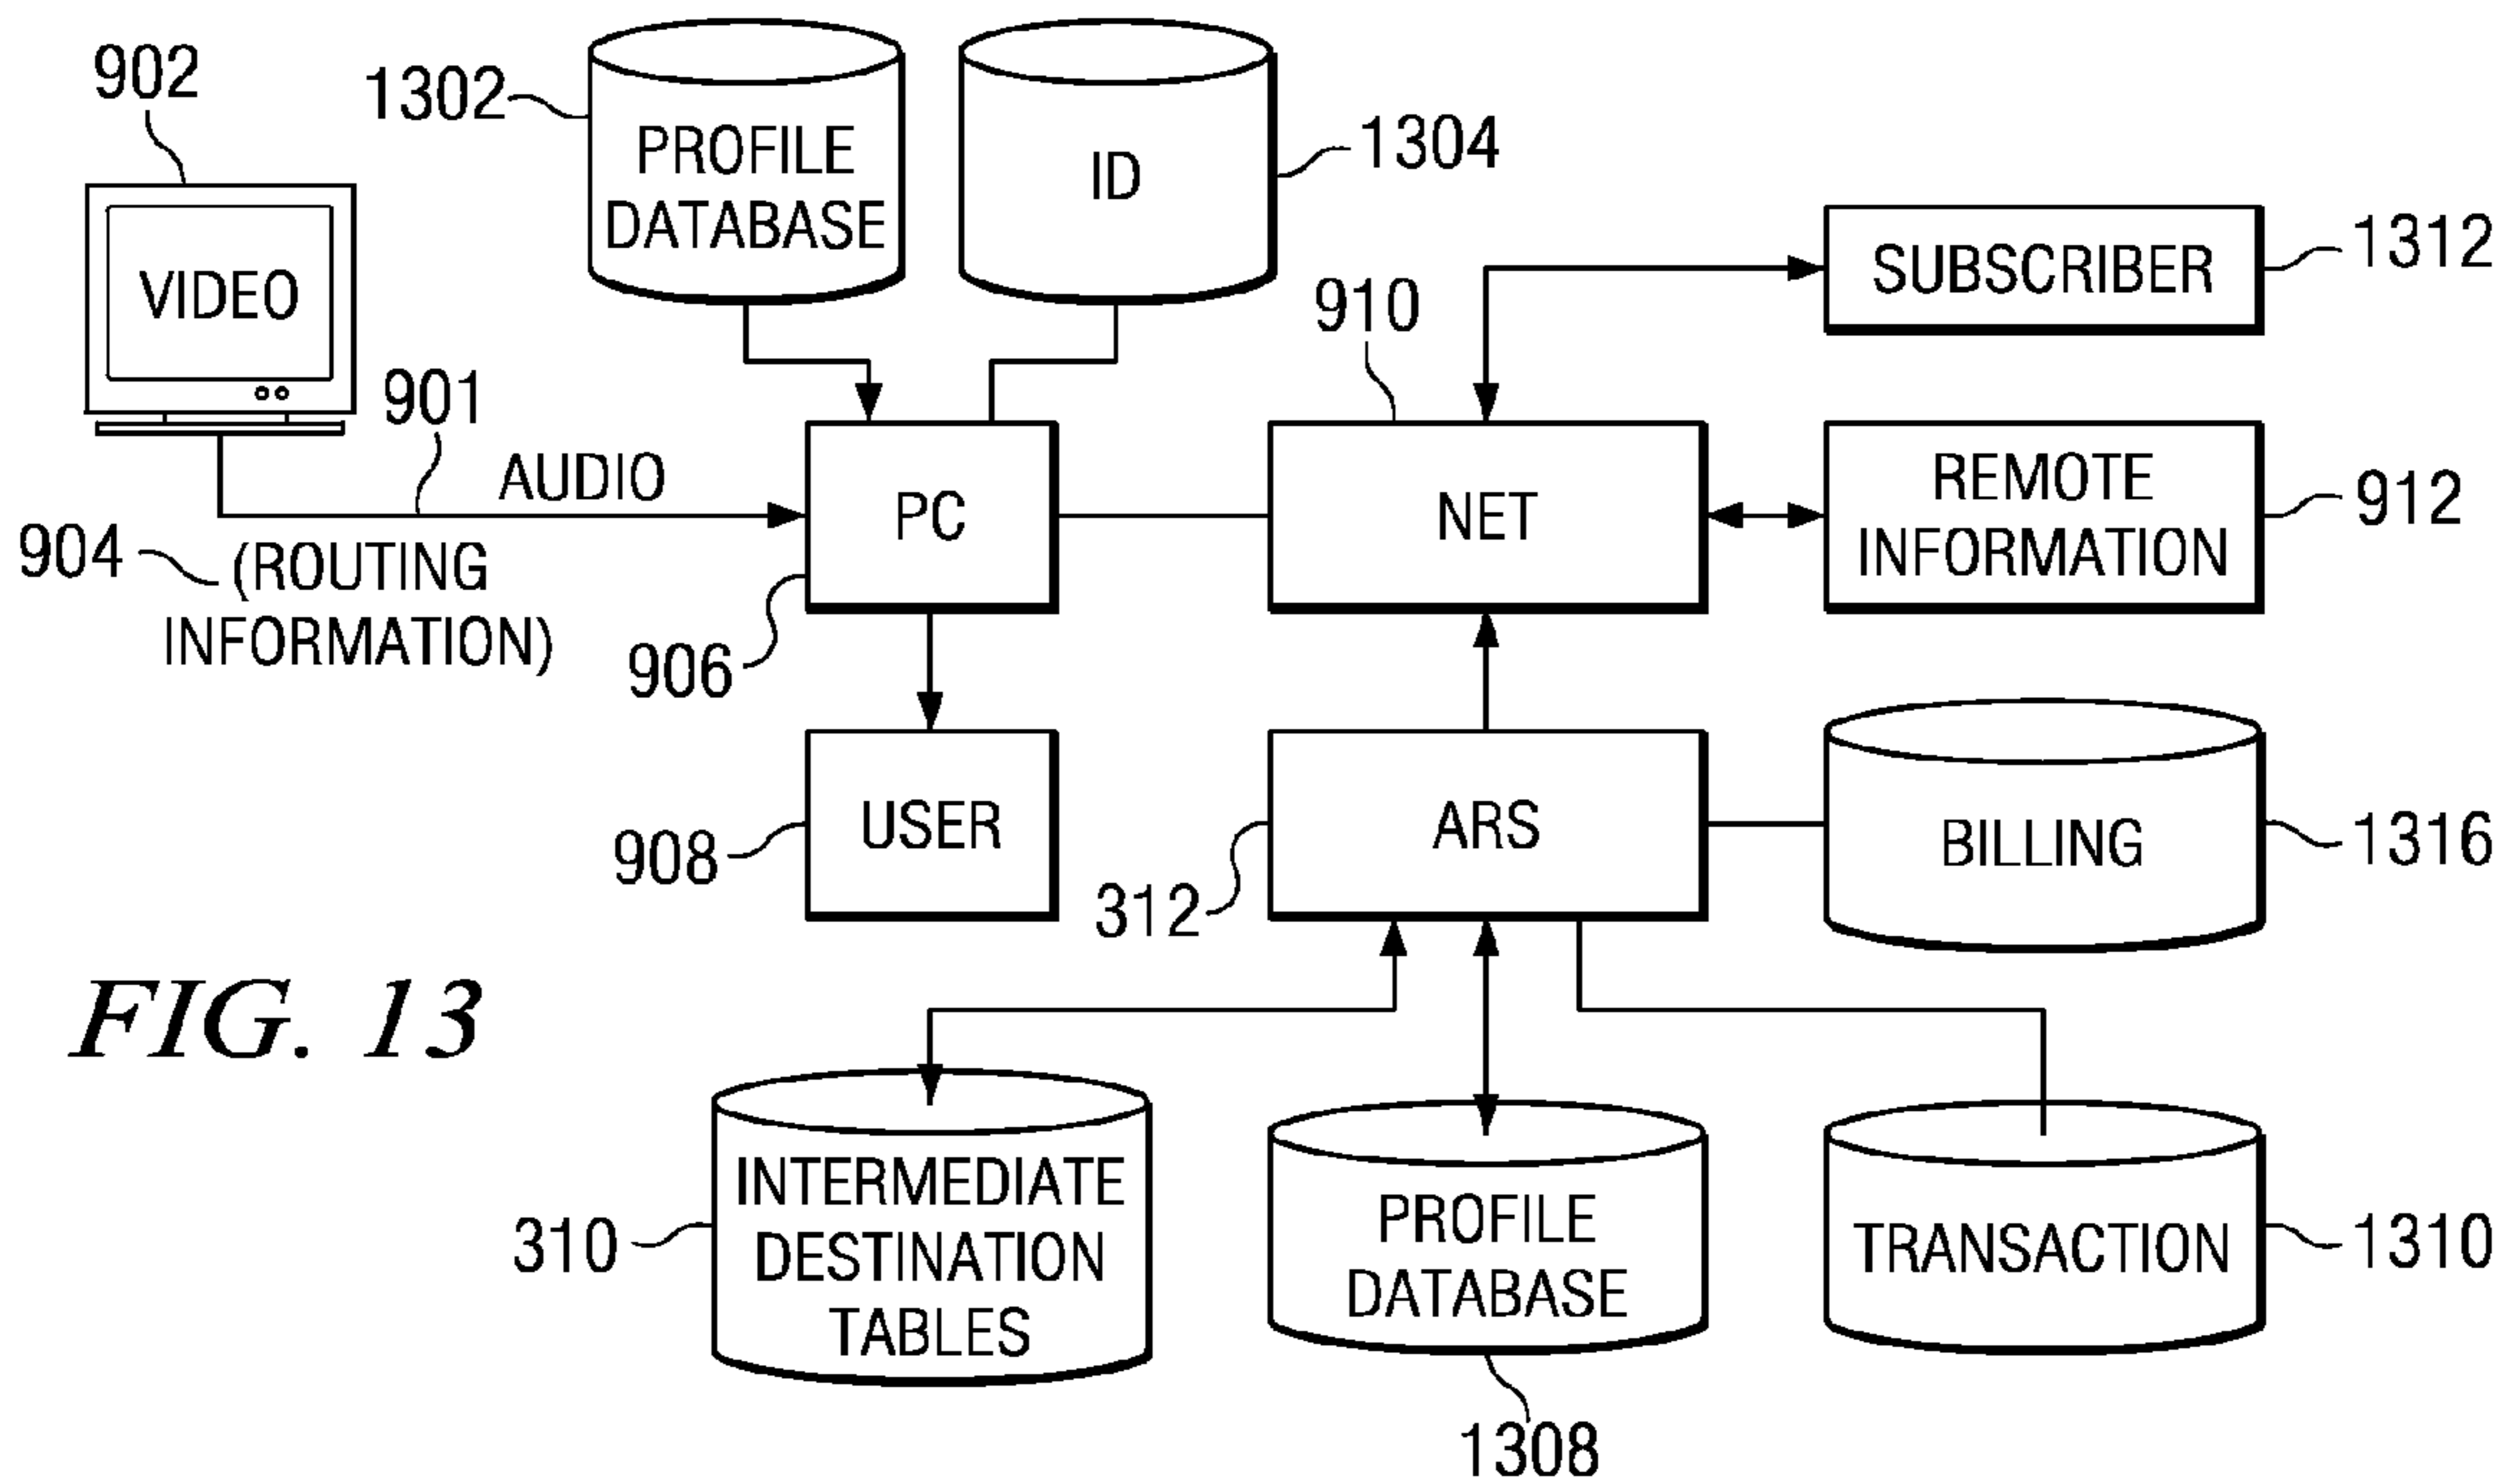 902
VIDEO
1302
PROFILE
DATABASE
ID
1304
SUBSCRIBER
1312
910
901
AUDIO
904
(ROUTING
INFORMATION)
PC
906
NET
REMOTE
INFORMATION
912
USER
908
ARS
312
BILLING
1316
FIG. 13
INTERMEDIATE
DESTINATION
TABLES
310
PROFILE
DATABASE
1308
TRANSACTION
1310